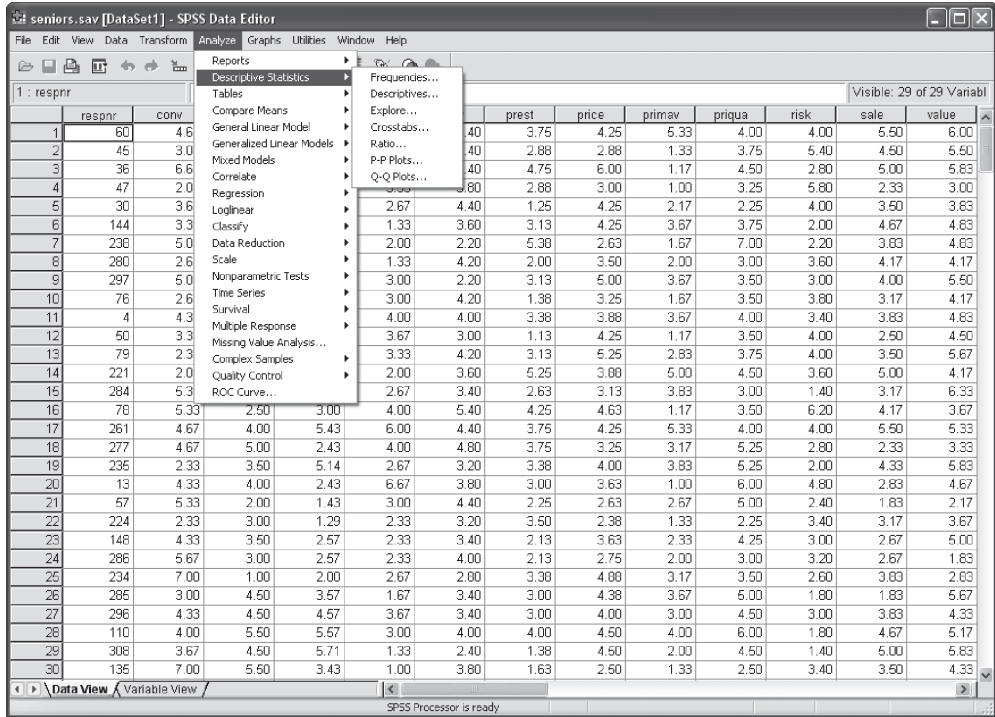 seniors.sav [DataSet1] - SPSS Data Editor
File Edit View Data Transform Analyze Graphs Utilities Window Help
Reports
Descriptive Statistics
Tables
Compare Means
General Linear Model
Generalized Linear Models
Mixed Models
Correlate
Regression
Loglinear
Classify
Data Reduction
Scale
Nonparametric Tests
Time Series
Survival
Multiple Response
Missing Value Analysis...
Complex Samples
Quality Control
ROC Curve...
Frequencies...
Descriptives...
Explore...
Crosstabs...
Ratio...
P-P Plots...
Q-Q Plots...
1 : respnr Visible: 29 of 29 Variabl
respnr conv prest price primav priqua risk sale value
1 60 4.6 .40 3.75 4.25 5.33 4.00 4.00 5.50 6.00
2 45 3.0 .40 2.88 2.88 1.33 3.75 5.40 4.50 5.50
3 36 6.6 .40 4.75 6.00 1.17 4.50 2.80 5.00 5.83
4 47 2.0 3.80 2.88 3.00 1.00 3.25 5.80 2.33 3.00
5 30 3.6 2.67 4.40 1.25 4.25 2.17 2.25 4.00 3.50 3.83
6 144 3.3 1.33 3.60 3.13 4.25 3.67 3.75 2.00 4.67 4.83
7 238 5.0 2.00 2.20 5.38 2.63 1.67 7.00 2.20 3.83 4.83
8 280 2.6 1.33 4.20 2.00 3.50 2.00 3.00 3.60 4.17 4.17
9 297 5.0 3.00 2.20 3.13 5.00 3.67 3.50 3.00 4.00 5.50
10 76 2.6 3.00 4.20 1.38 3.25 1.67 3.50 3.80 3.17 4.17
11 4 4.3 4.00 4.00 3.38 3.88 3.67 4.00 3.40 3.83 4.83
12 50 3.3 3.67 3.00 1.13 4.25 1.17 3.50 4.00 2.50 4.50
13 79 2.3 3.33 4.20 3.13 5.25 2.83 3.75 4.00 3.50 5.67
14 221 2.0 2.00 3.60 5.25 3.88 5.00 4.50 3.60 5.00 4.17
15 284 5.3 2.67 3.40 2.63 3.13 3.83 3.00 1.40 3.17 6.33
16 78 5.33 2.50 3.00 4.00 5.40 4.25 4.63 1.17 3.50 6.20 4.17 3.67
17 261 4.67 4.00 5.43 6.00 4.40 3.75 4.25 5.33 4.00 4.00 5.50 5.33
18 277 4.67 5.00 2.43 4.00 4.80 3.75 3.25 3.17 5.25 2.80 2.33 3.33
19 235 2.33 3.50 5.14 2.67 3.20 3.38 4.00 3.83 5.25 2.00 4.33 5.83
20 13 4.33 4.00 2.43 6.67 3.80 3.00 3.63 1.00 6.00 4.80 2.83 4.67
21 57 5.33 2.00 1.43 3.00 4.40 2.25 2.63 2.67 5.00 2.40 1.83 2.17
22 224 2.33 3.00 1.29 2.33 3.20 3.50 2.38 1.33 2.25 3.40 3.17 3.67
23 148 4.33 3.50 2.57 2.33 3.40 2.13 3.63 2.33 4.25 3.00 2.67 5.00
24 286 5.67 3.00 2.57 2.33 4.00 2.13 2.75 2.00 3.00 3.20 2.67 1.83
25 234 7.00 1.00 2.00 2.67 2.80 3.38 4.88 3.17 3.50 2.60 3.83 2.83
26 285 3.00 4.50 3.57 1.67 3.40 3.00 4.38 3.67 5.00 1.80 1.83 5.67
27 296 4.33 4.50 4.57 3.67 3.40 3.00 4.00 3.00 4.50 3.00 3.83 4.33
28 110 4.00 5.50 5.57 3.00 4.00 4.00 4.50 4.00 6.00 1.80 4.67 5.17
29 308 3.67 4.50 5.71 1.33 2.40 1.38 4.50 2.00 4.50 1.40 5.00 5.83
30 135 7.00 5.50 3.43 1.00 3.80 1.63 2.50 1.33 2.50 3.40 3.50 4.33
Data View Variable View
SPSS Processor is ready